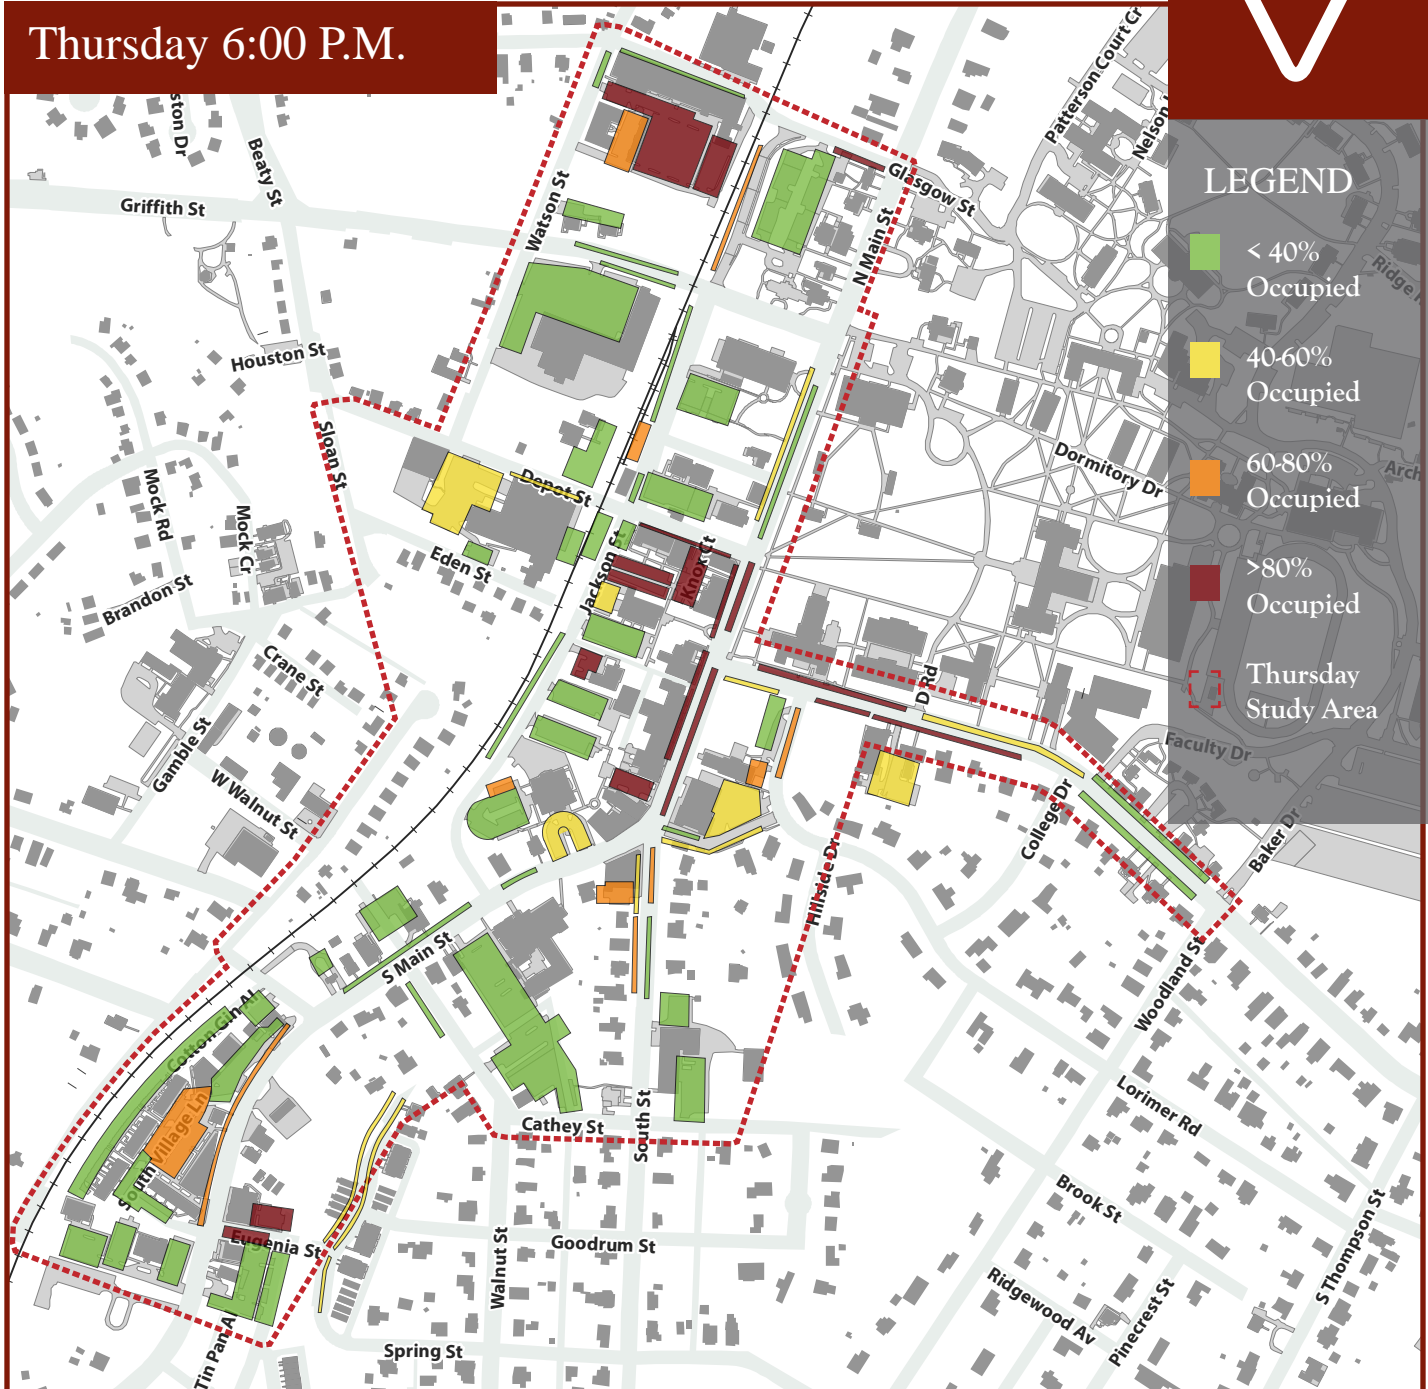 Thursday 6:00 P.M.
LEGEND
< 40%
Occupied
40-60%
Occupied
60-80%
Occupied
>80%
Occupied
Thursday
Study Area
Patterson Court Cr
Nelson
Beaty St
Griffith St
Watson St
Glasgow St
N Main St
Houston St
Sloan St
Mock Rd
Mock Cr
Depot St
Dormitory Dr
Eden St
Jackson St
Knox Ct
Brandon St
Crane St
D Rd
Faculty Dr
Gamble St
W Walnut St
College Dr
Baker Dr
Hillside Dr
S Main St
Woodland St
Cotton Gin Al
South Village Ln
Cathey St
South St
Lorimer Rd
Brook St
S Thompson St
Eugenia St
Goodrum St
Walnut St
Ridgewood Av
Pinecrest St
Tin Pan Al
Spring St